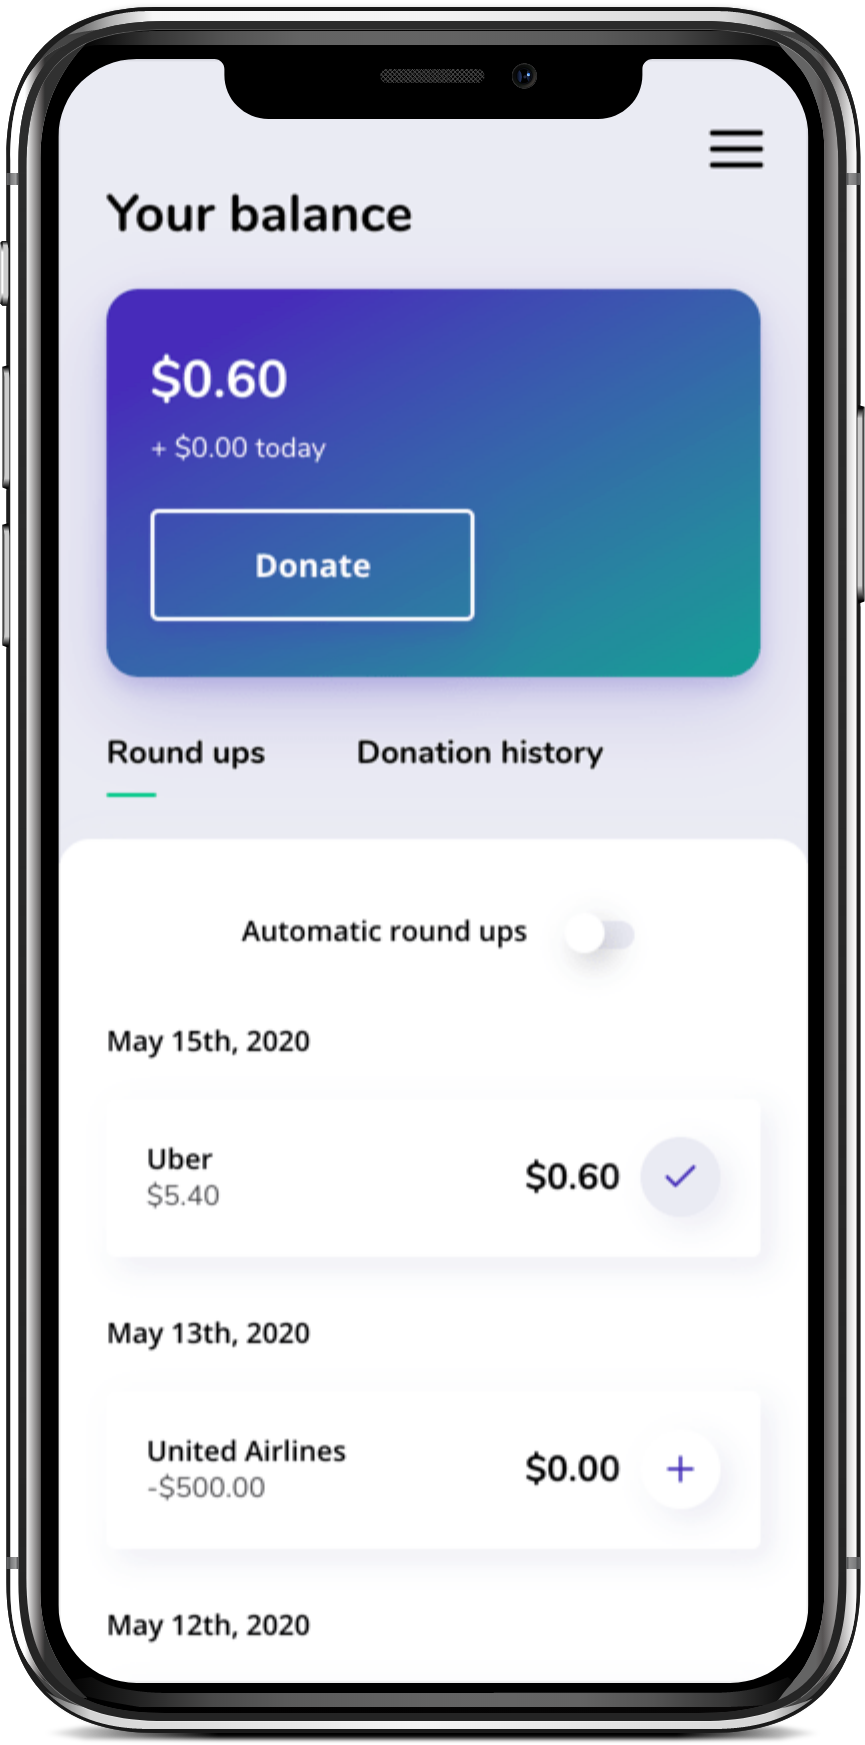 Your balance
$0.60
+ $0.00 today
Donate
Round ups Donation history
Automatic round ups
May 15th, 2020
Uber
$5.40
$0.60
May 13th, 2020
United Airlines
-$500.00
$0.00
May 12th, 2020